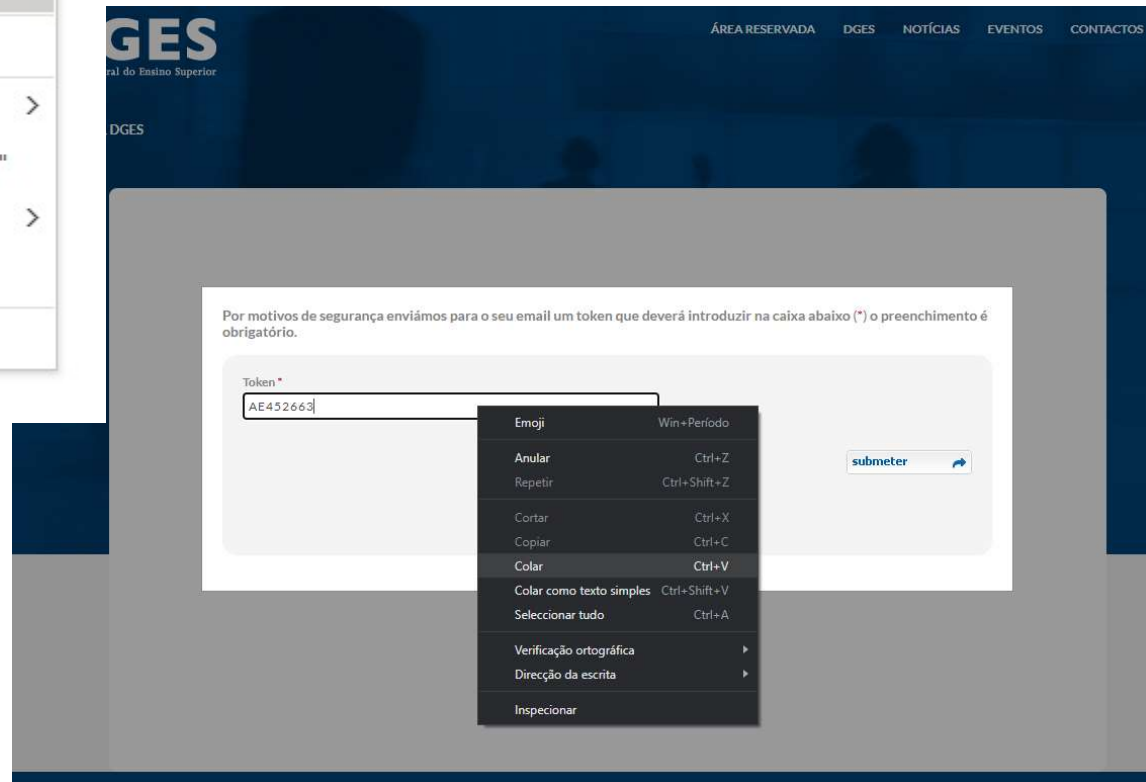 GES
ral do Ensino Superior
ÁREA RESERVADA DGES NOTÍCIAS EVENTOS CONTACTOS
DGES
"
Por motivos de segurança enviámos para o seu email um token que deverá introduzir na caixa abaixo (*) o preenchimento é
obrigatório.
Token *
AE452663
submeter
Emoji Win+Período
Anular Ctrl+Z
Repetir Ctrl+Shift+Z
Cortar Ctrl+X
Copiar Ctrl+C
Colar Ctrl+V
Colar como texto simples Ctrl+Shift+V
Seleccionar tudo Ctrl+A
Verificação ortográfica
Direcção da escrita
Inspecionar